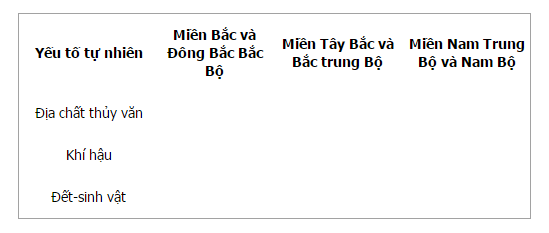 Yếu tố tự nhiên
Miên Bắc và
Đông Bắc Bắc
Bộ
Miên Tây Bắc và
Bắc trung Bộ
Miên Nam Trung
Bộ và Nam Bộ
Địa chất thủy văn
Khí hậu
Đết-sinh vật